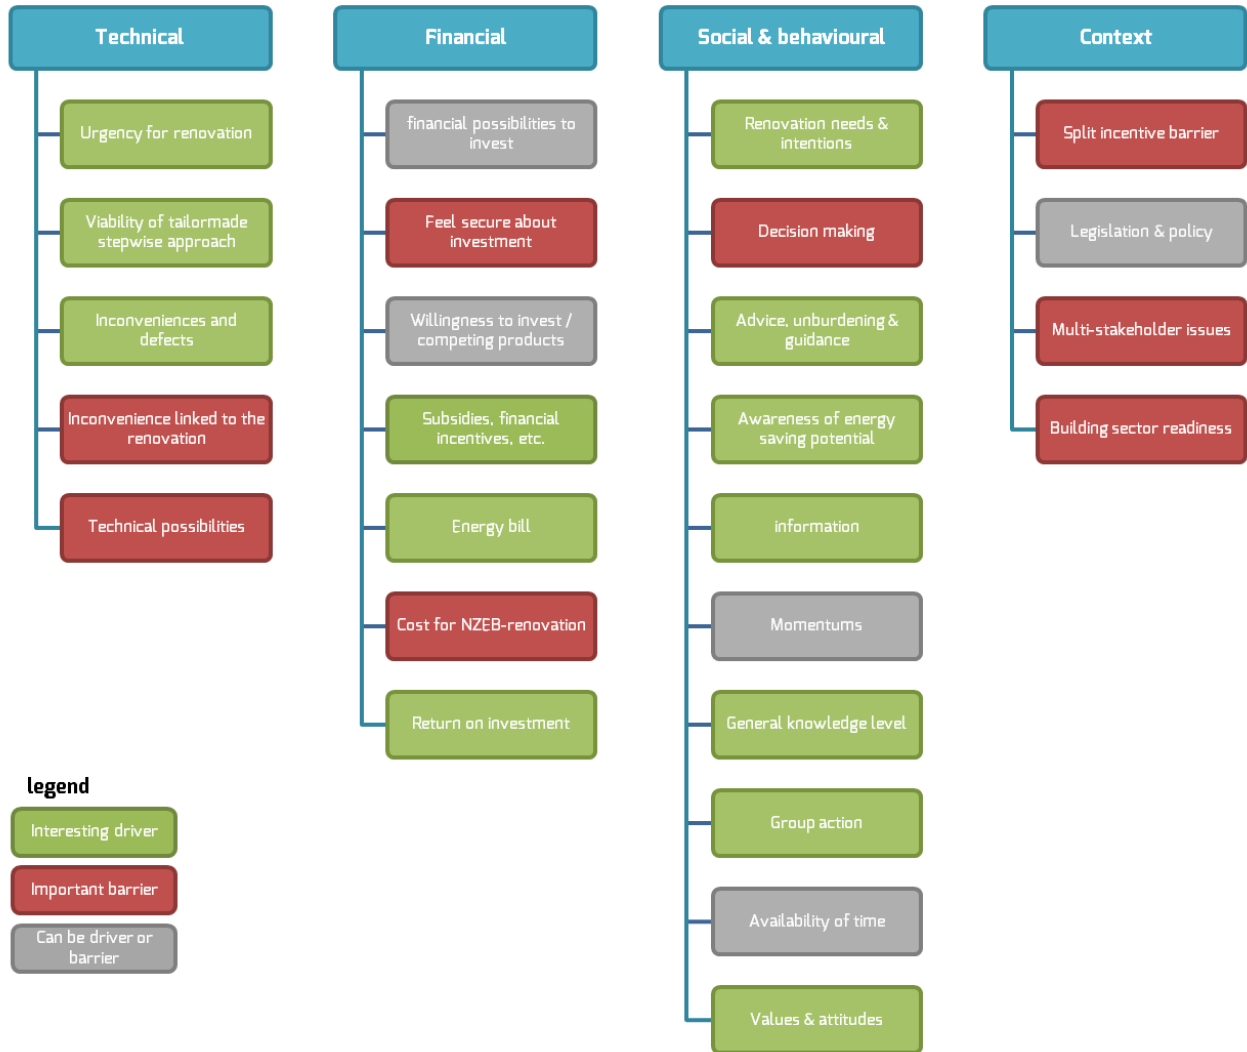 Technical
Urgency for renovation
Viability of tailormade
stepwise approach
Inconveniences and
defects
Inconvenience linked to the
renovation
Technical possibilities
Financial
financial possibilities to
invest
Feel secure about
investment
Willingness to invest /
competing products
Subsidies, financial
incentives, etc.
Energy bill
Cost for NZEB-renovation
Return on investment
Social & behavioural
Renovation needs &
intentions
Decision making
Advice, unburdening &
guidance
Awareness of energy
saving potential
information
Momentums
General knowledge level
Group action
Availability of time
Values & attitudes
Context
Split incentive barrier
Legislation & policy
Multi-stakeholder issues
Building sector readiness
legend
Interesting driver
Important barrier
Can be driver or
barrier